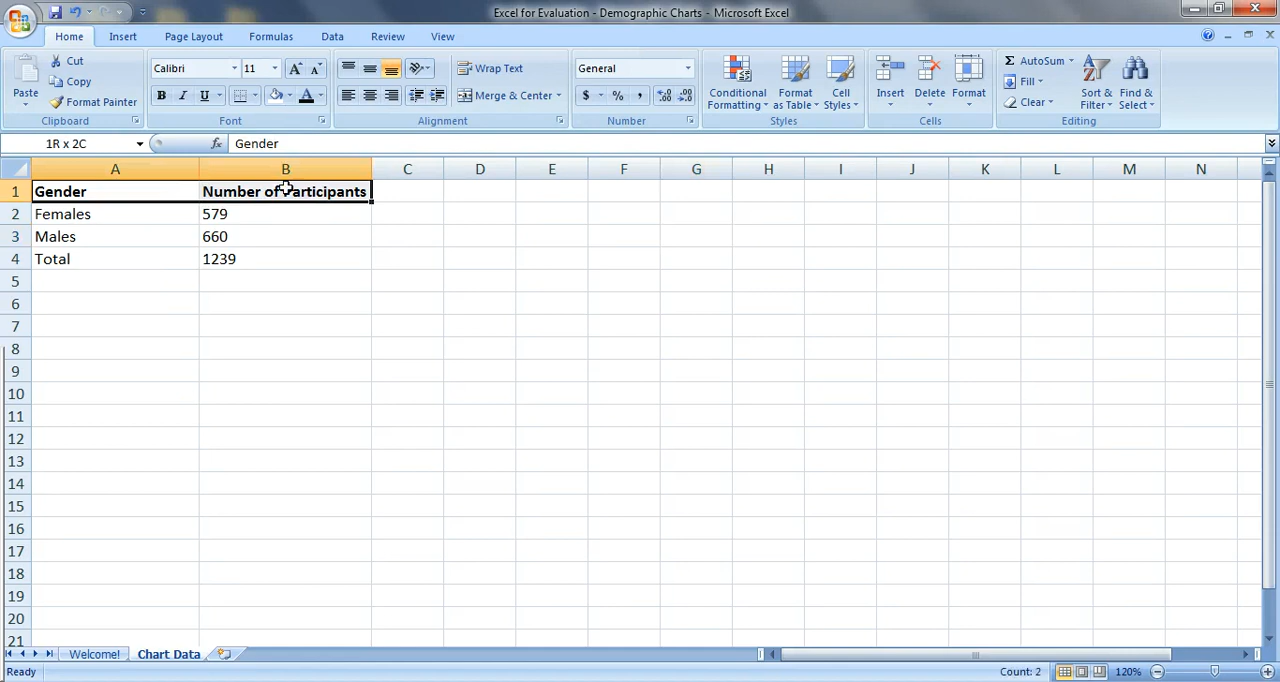 Excel for Evaluation - Demographic Charts - Microsoft Excel
Home Insert Page Layout Formulas Data Review View
Paste Cut Copy Format Painter Clipboard
Calibri 11 B I U A Font
Wrap Text Merge & Center Alignment
General $ % , Number
Conditional Formatting Format as Table Cell Styles Styles
Insert Delete Format Cells
Σ AutoSum Fill Clear Sort & Filter Find & Select Editing
1R x 2C fx Gender
A B C D E F G H I J K L M N
1 Gender Number of Participants
2 Females 579
3 Males 660
4 Total 1239
5
6
7
8
9
10
11
12
13
14
15
16
17
18
19
20
21
Welcome! Chart Data
Ready Count: 2 120%